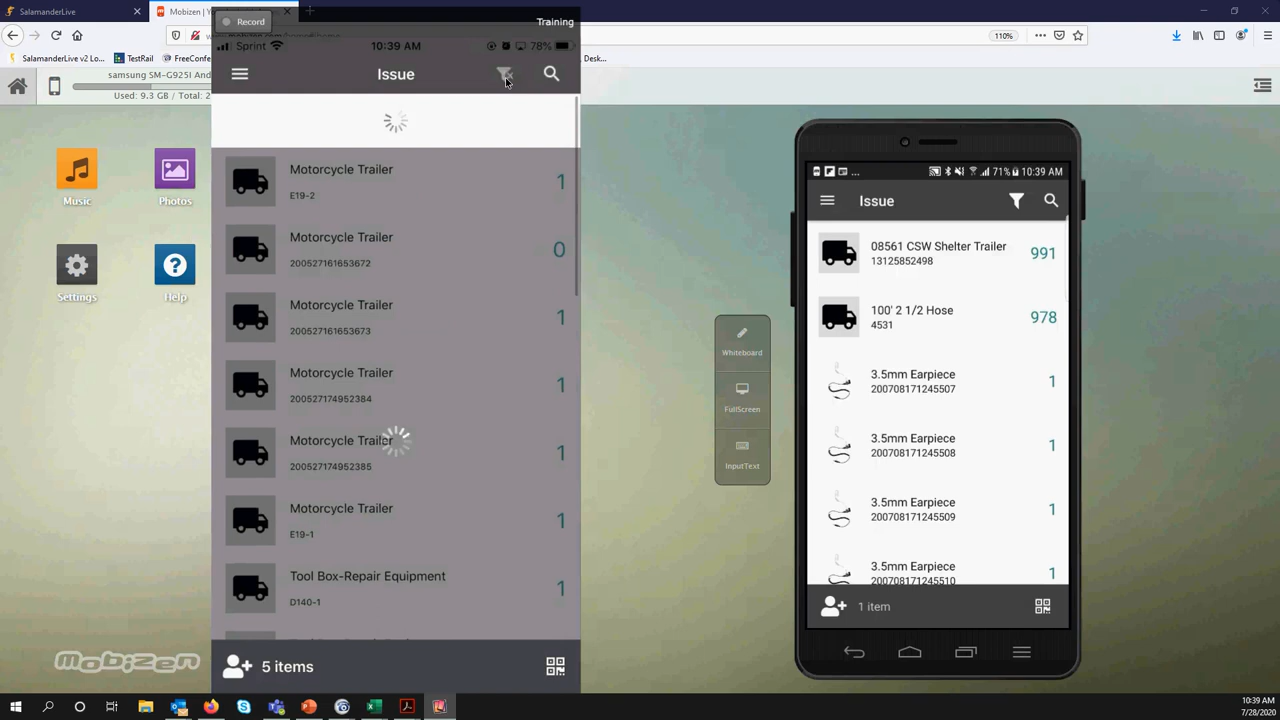 SalamanderLive
Mobizen | Y
110%
SalamanderLive v2 Lo...
TestRail
FreeConfe
Desk...
samsung SM-G925I And
Used: 9.3 GB / Total: 2
Music
Photos
Settings
Help
mobizen
Record
Training
Sprint
10:39 AM
78%
Issue
Motorcycle Trailer
E19-2
1
Motorcycle Trailer
200527161653672
0
Motorcycle Trailer
200527161653673
1
Motorcycle Trailer
200527174952384
1
Motorcycle Trailer
200527174952385
1
Motorcycle Trailer
E19-1
1
Tool Box-Repair Equipment
D140-1
1
5 items
Whiteboard
FullScreen
InputText
71%
10:39 AM
Issue
08561 CSW Shelter Trailer
13125852498
991
100' 2 1/2 Hose
4531
978
3.5mm Earpiece
200708171245507
1
3.5mm Earpiece
200708171245508
1
3.5mm Earpiece
200708171245509
1
3.5mm Earpiece
200708171245510
1
1 item
10:39 AM
7/28/2020